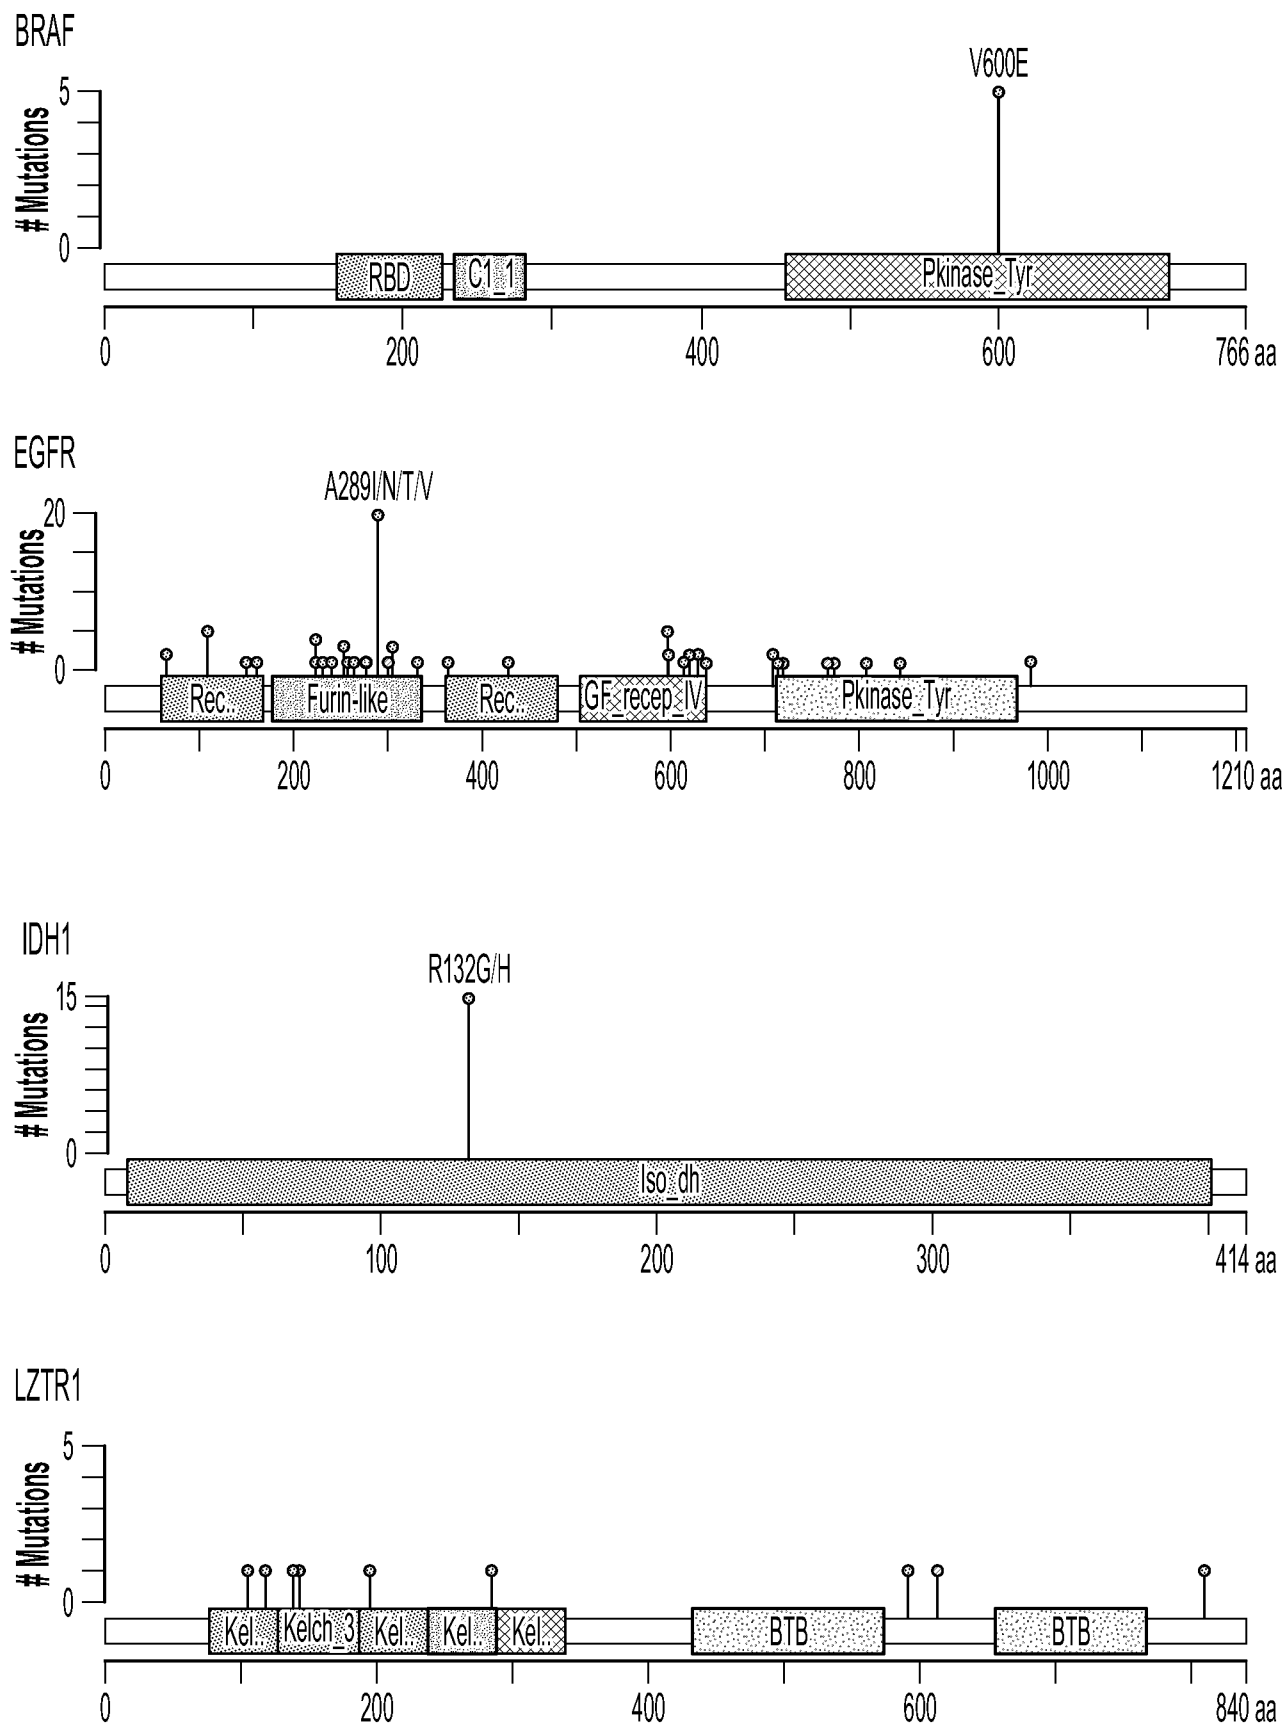 BRAF
V600E
5
# Mutations
0
RBD C1_1 Pkinase_Tyr
0 200 400 600 766 aa
EGFR
A289I/N/T/V
20
# Mutations
0
Rec.. Furin-like Rec.. GF_recep_IV Pkinase_Tyr
0 200 400 600 800 1000 1210 aa
IDH1
R132G/H
15
# Mutations
0
Iso_dh
0 100 200 300 414 aa
LZTR1
5
# Mutations
0
Kel.. Kelch_3 Kel.. Kel.. Kel.. BTB BTB
0 200 400 600 840 aa